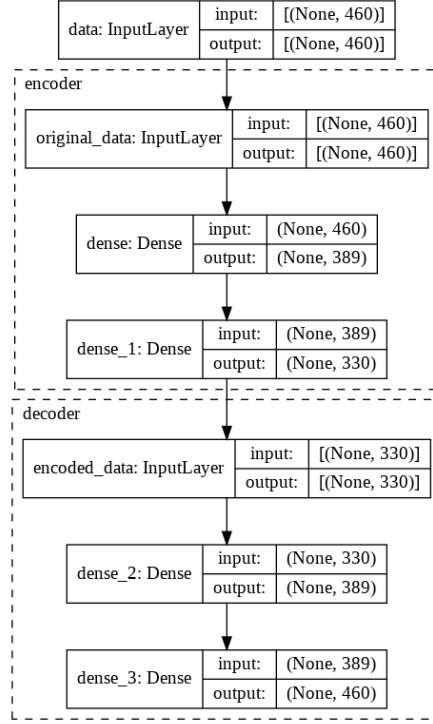 data: InputLayer input: [(None, 460)]
output: [(None, 460)]
encoder
original_data: InputLayer input: [(None, 460)]
output: [(None, 460)]
dense: Dense input: (None, 460)
output: (None, 389)
dense_1: Dense input: (None, 389)
output: (None, 330)
decoder
encoded_data: InputLayer input: [(None, 330)]
output: [(None, 330)]
dense_2: Dense input: (None, 330)
output: (None, 389)
dense_3: Dense input: (None, 389)
output: (None, 460)